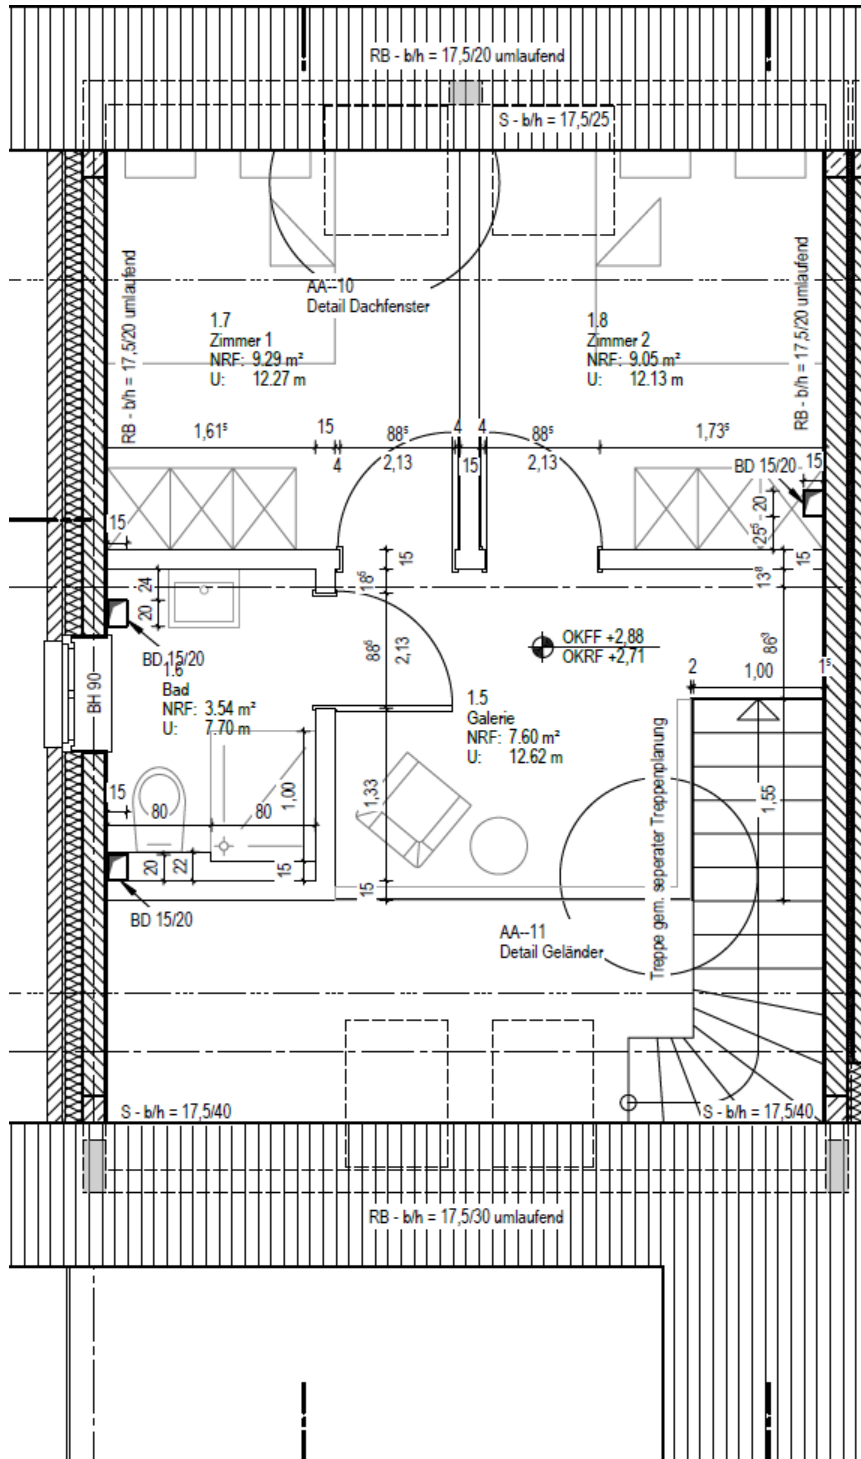 RB - b/h = 17,5/20 umlaufend
S - b/h = 17,5/25
RB - b/h = 17,5/20 umlaufend
RB - b/h = 17,5/20 umlaufend
AA--10
Detail Dachfenster
1.7
Zimmer 1
NRF: 9.29 m²
U: 12.27 m
1.8
Zimmer 2
NRF: 9.05 m²
U: 12.13 m
1,61⁵
15
4
88⁵
2,13
4
4
15
88⁵
2,13
1,73⁵
BD 15/20
15
20
25⁵
15
15
18⁵
15
13⁸
24
20
BD 15/20
88⁵
2,13
OKFF +2,88
OKRF +2,71
86³
2
1,00
1⁵
BH 90
1.6
Bad
NRF: 3.54 m²
U: 7.70 m
1.5
Galerie
NRF: 7.60 m²
U: 12.62 m
Treppe gem. seperater Treppenplanung
15
80
80
1,00
1,33
1,55
20
22
15
15
BD 15/20
AA--11
Detail Geländer
S - b/h = 17,5/40
S - b/h = 17,5/40
RB - b/h = 17,5/30 umlaufend